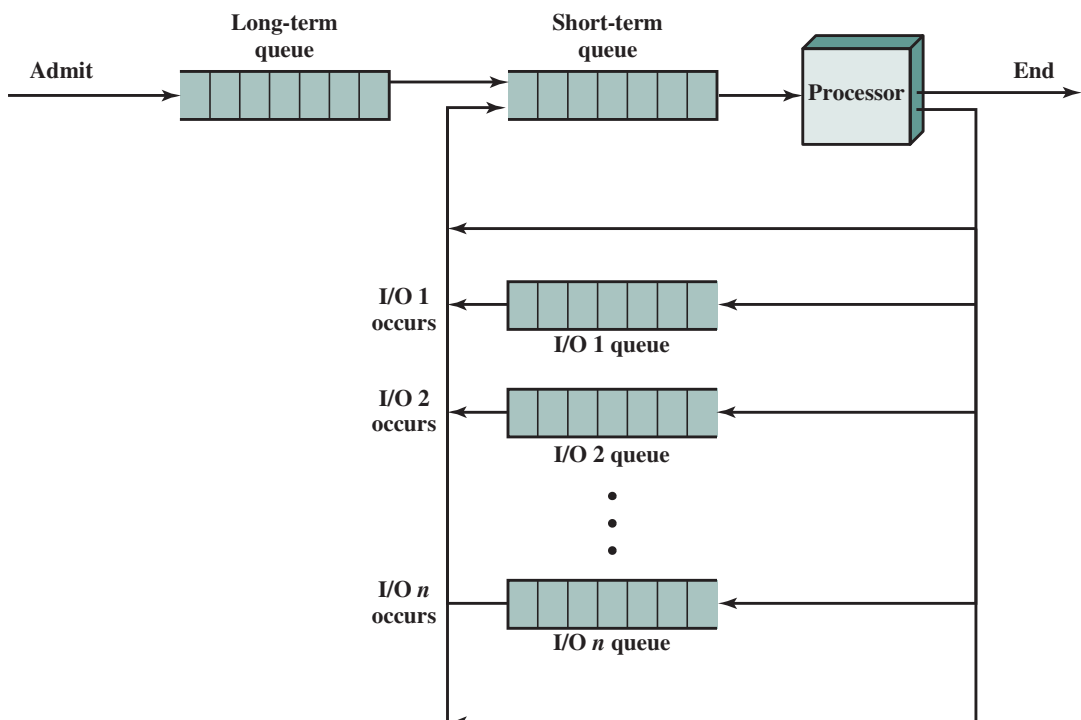 Long-term
queue
Short-term
queue
Admit
Processor
End
I/O 1
occurs
I/O 1 queue
I/O 2
occurs
I/O 2 queue
I/O n
occurs
I/O n queue